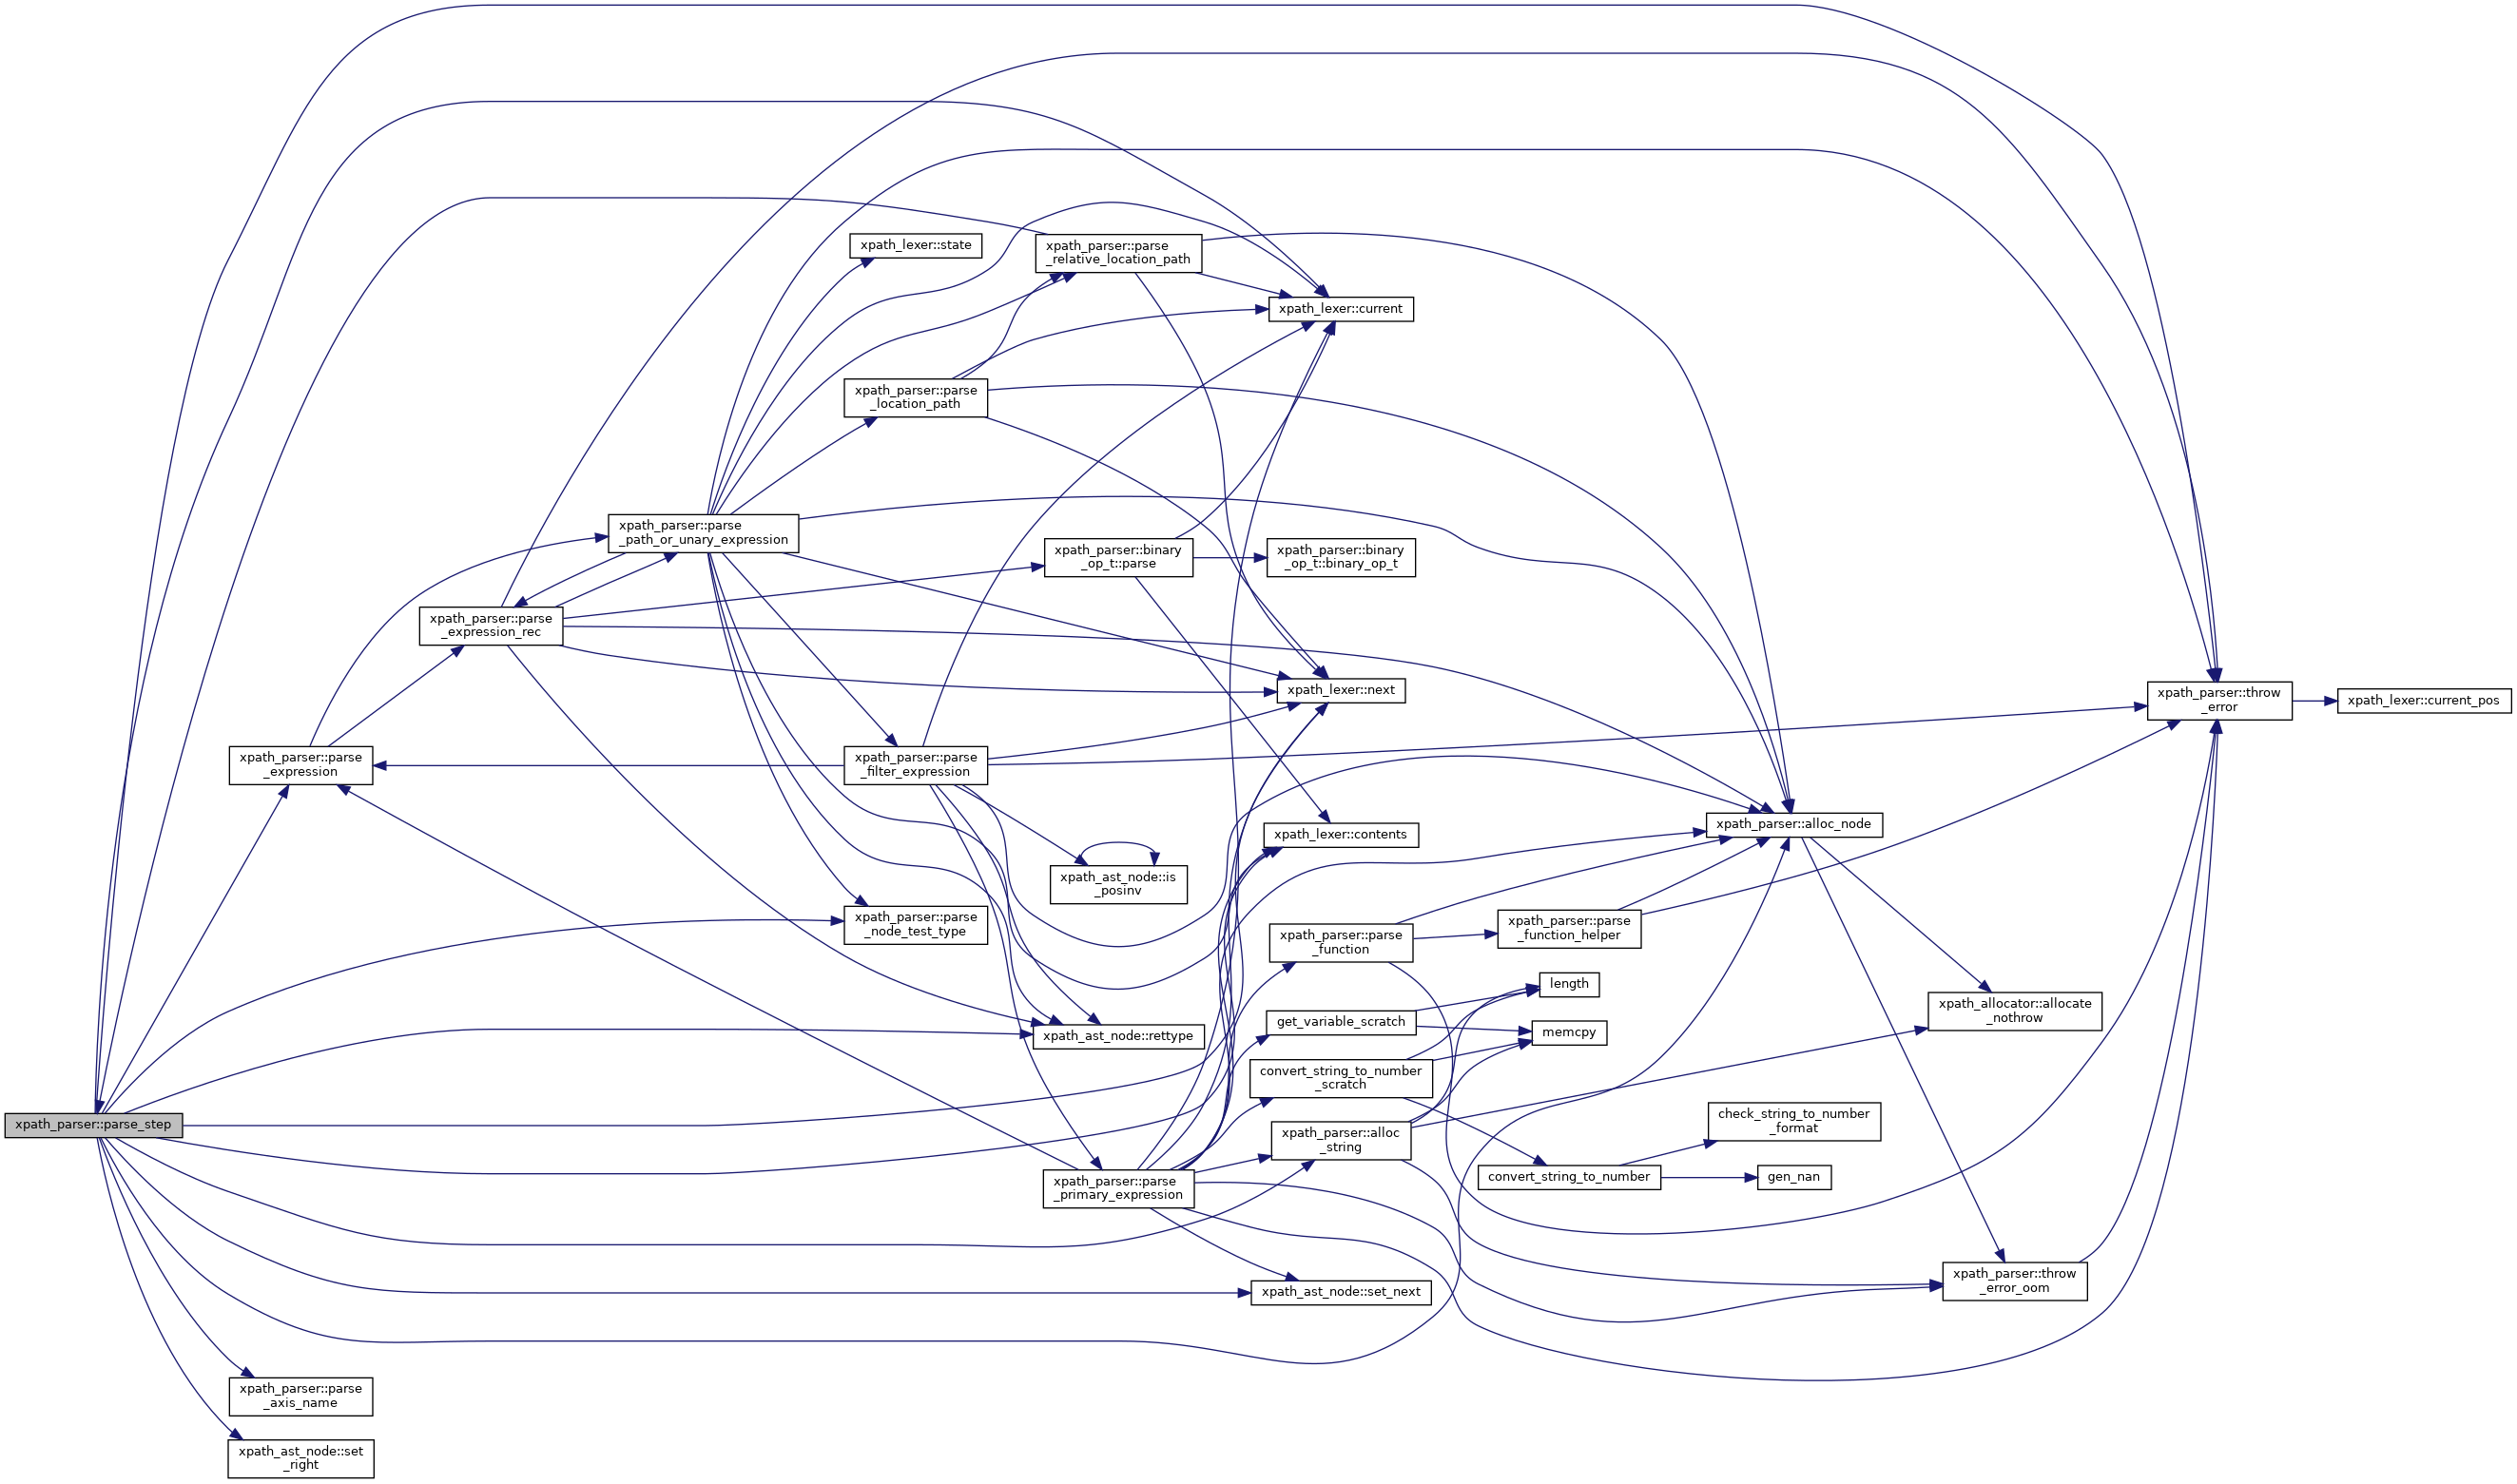 xpath_parser::parse_step
xpath_parser::parse
_expression
xpath_parser::parse
_axis_name
xpath_ast_node::set
_right
xpath_parser::parse
_expression_rec
xpath_parser::parse
_path_or_unary_expression
xpath_lexer::state
xpath_parser::parse
_location_path
xpath_parser::parse
_filter_expression
xpath_parser::parse
_node_test_type
xpath_parser::parse
_relative_location_path
xpath_parser::binary
_op_t::parse
xpath_ast_node::is
_posinv
xpath_ast_node::rettype
xpath_parser::parse
_primary_expression
xpath_lexer::current
xpath_parser::binary
_op_t::binary_op_t
xpath_lexer::next
xpath_lexer::contents
xpath_parser::parse
_function
get_variable_scratch
convert_string_to_number
_scratch
xpath_parser::alloc
_string
xpath_ast_node::set_next
xpath_parser::parse
_function_helper
length
memcpy
convert_string_to_number
xpath_parser::alloc_node
check_string_to_number
_format
gen_nan
xpath_allocator::allocate
_nothrow
xpath_parser::throw
_error_oom
xpath_parser::throw
_error
xpath_lexer::current_pos